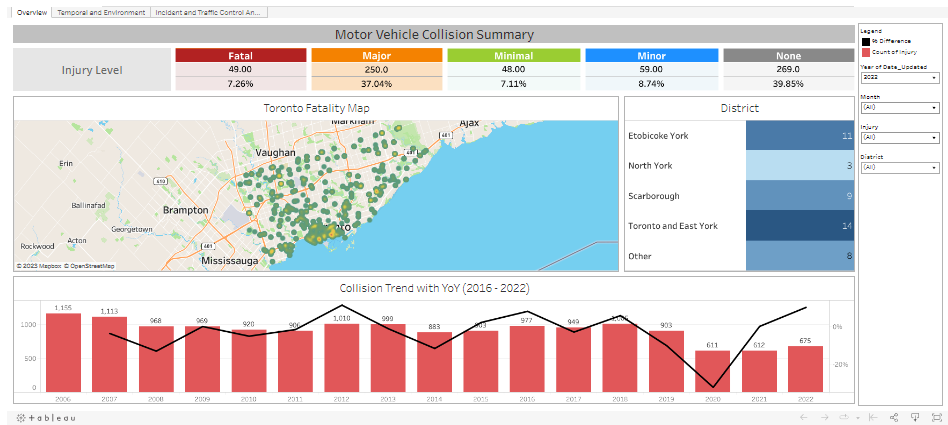 Overview Temporal and Environment Incident and Traffic Control An...
Motor Vehicle Collision Summary
Injury Level
Fatal Major Minimal Minor None
49.00 250.0 48.00 59.00 269.0
7.26% 37.04% 7.11% 8.74% 39.85%
Legend
% Difference
Count of Injury
Year of Date_Updated
2022
Month
(All)
Injury
(All)
District
(All)
Toronto Fatality Map
Markham
Ajax
401
Vaughan
401
Erin
410
Ballinafad
Brampton
Georgetown
Acton
Rockwood
401
Mississauga
© 2023 Mapbox © OpenStreetMap
District
Etobicoke York 11
North York 3
Scarborough 9
Toronto and East York 14
Other 8
Collision Trend with YoY (2016 - 2022)
1000
500
0
1,155 1,113 968 969 920 1,010 999 883 977 949 903 611 612 675
0%
-20%
2006 2007 2008 2009 2010 2011 2012 2013 2014 2015 2016 2017 2018 2019 2020 2021 2022
+ableau